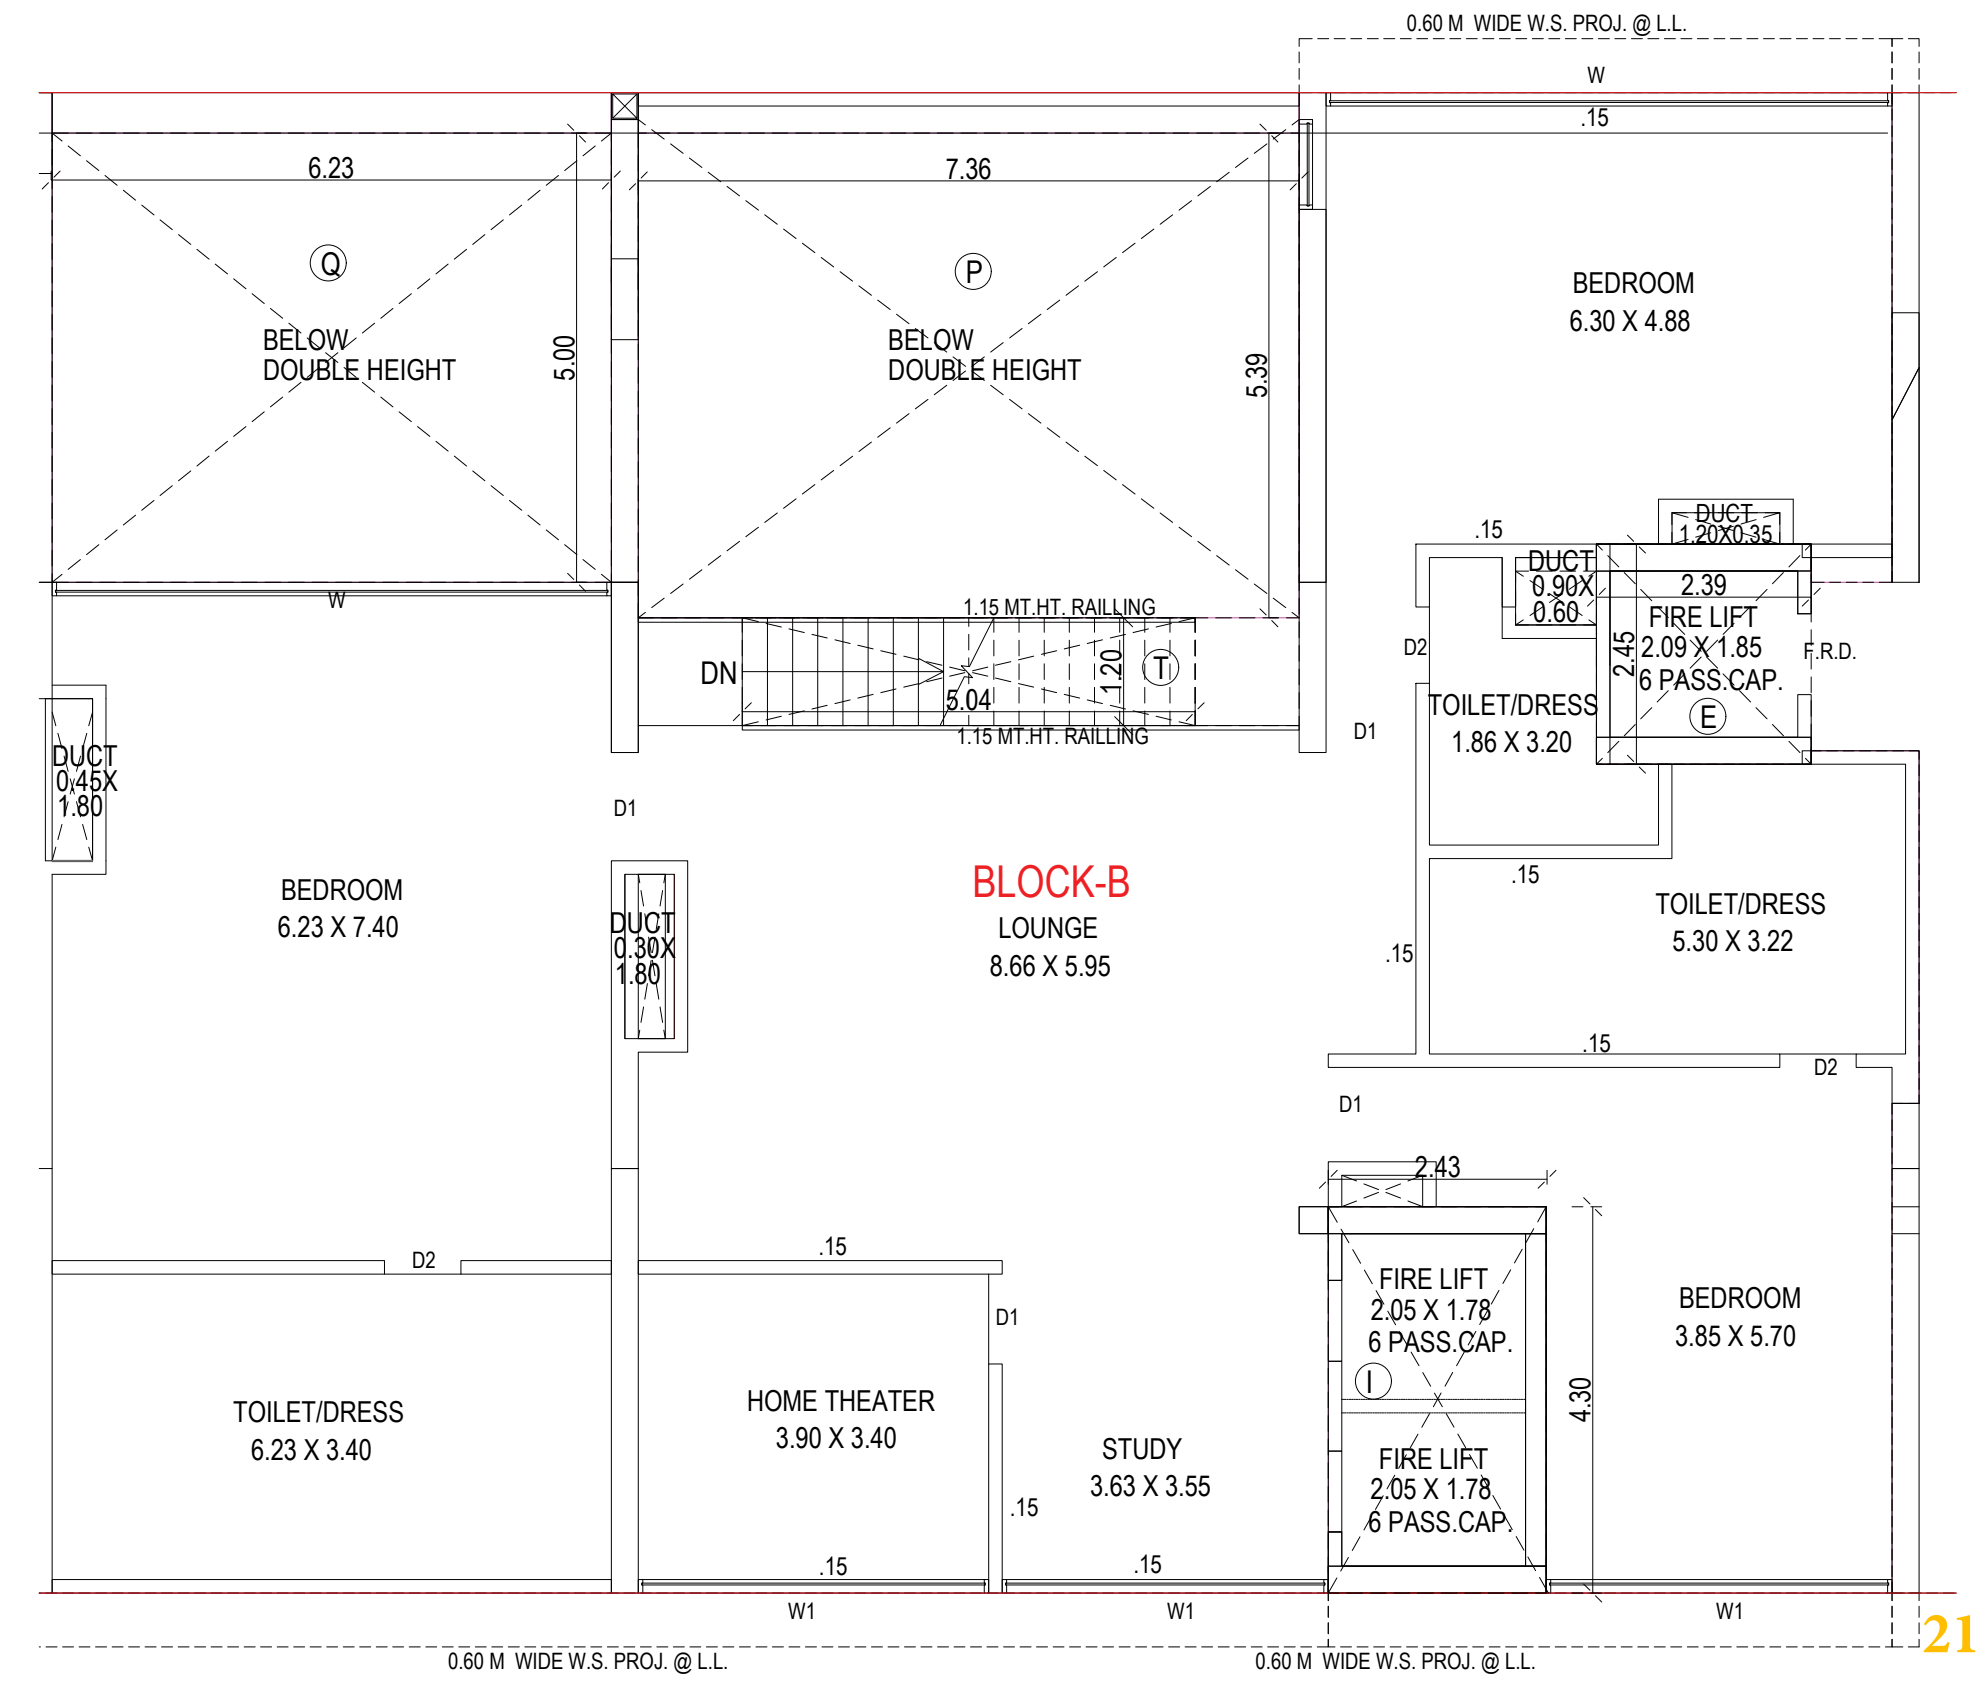 0.60 M  WIDE W.S. PROJ. @ L.L.
W
.15
6.23
7.36
Q
P
BEDROOM
6.30 X 4.88
BELOW
DOUBLE HEIGHT
5.00
BELOW
DOUBLE HEIGHT
5.39
.15
DUCT
1.20X0.35
DUCT
0.90X
0.60
2.39
FIRE LIFT
2.09 X 1.85
6 PASS.CAP.
E
2.45
F.R.D.
W
1.15 MT.HT. RAILLING
DN
5.04
1.20
T
1.15 MT.HT. RAILLING
D2
D1
TOILET/DRESS
1.86 X 3.20
DUCT
0.45X
1.80
D1
BEDROOM
6.23 X 7.40
DUCT
0.30X
1.80
BLOCK-B
LOUNGE
8.66 X 5.95
.15
.15
TOILET/DRESS
5.30 X 3.22
.15
D2
D1
2.43
D2
.15
D1
FIRE LIFT
2.05 X 1.78
6 PASS.CAP.
I
FIRE LIFT
2.05 X 1.78
6 PASS.CAP.
4.30
BEDROOM
3.85 X 5.70
TOILET/DRESS
6.23 X 3.40
HOME THEATER
3.90 X 3.40
STUDY
3.63 X 3.55
.15
.15
.15
W1
W1
W1
21
0.60 M  WIDE W.S. PROJ. @ L.L.
0.60 M  WIDE W.S. PROJ. @ L.L.